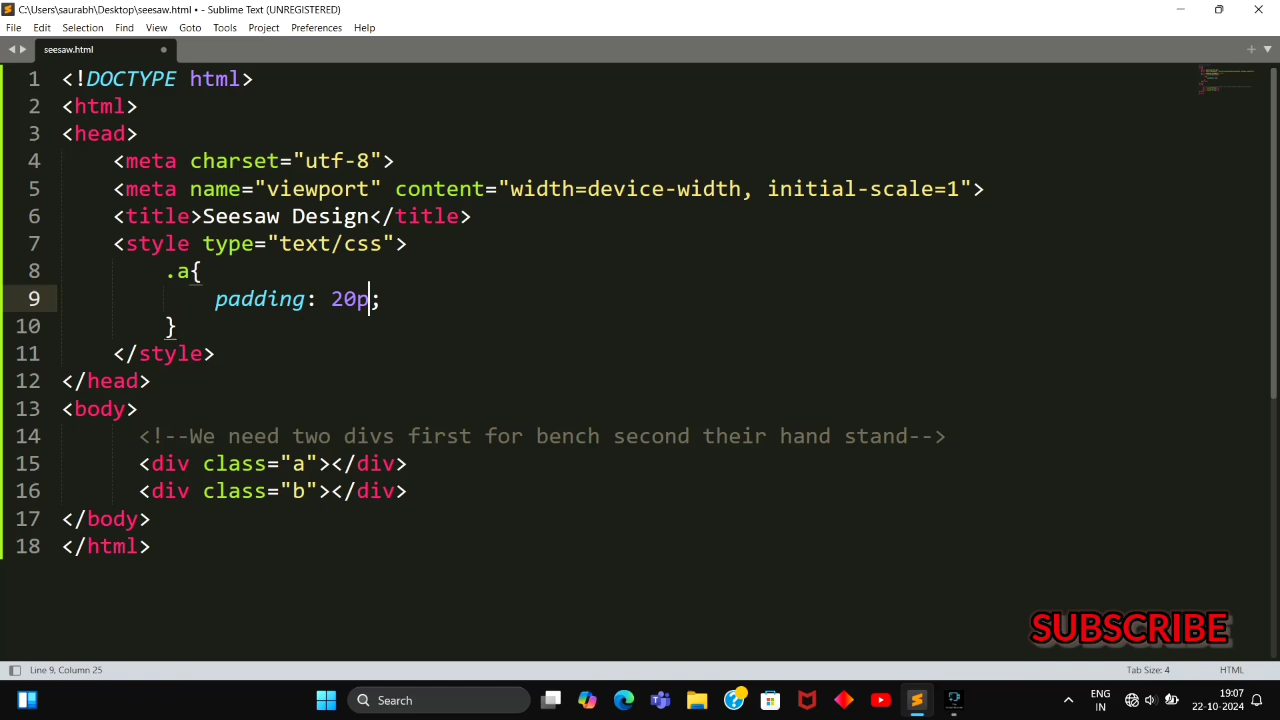 C:\Users\saurabh\Desktop\seesaw.html • - Sublime Text (UNREGISTERED)
File Edit Selection Find View Goto Tools Project Preferences Help
seesaw.html
1 <!DOCTYPE html>
2 <html>
3 <head>
4 <meta charset="utf-8">
5 <meta name="viewport" content="width=device-width, initial-scale=1">
6 <title>Seesaw Design</title>
7 <style type="text/css">
8 .a{
9 padding: 20p;
10 }
11 </style>
12 </head>
13 <body>
14 <!--We need two divs first for bench second their hand stand-->
15 <div class="a"></div>
16 <div class="b"></div>
17 </body>
18 </html>
SUBSCRIBE
Line 9, Column 25 Tab Size: 4 HTML
Search ENG IN 19:07 22-10-2024